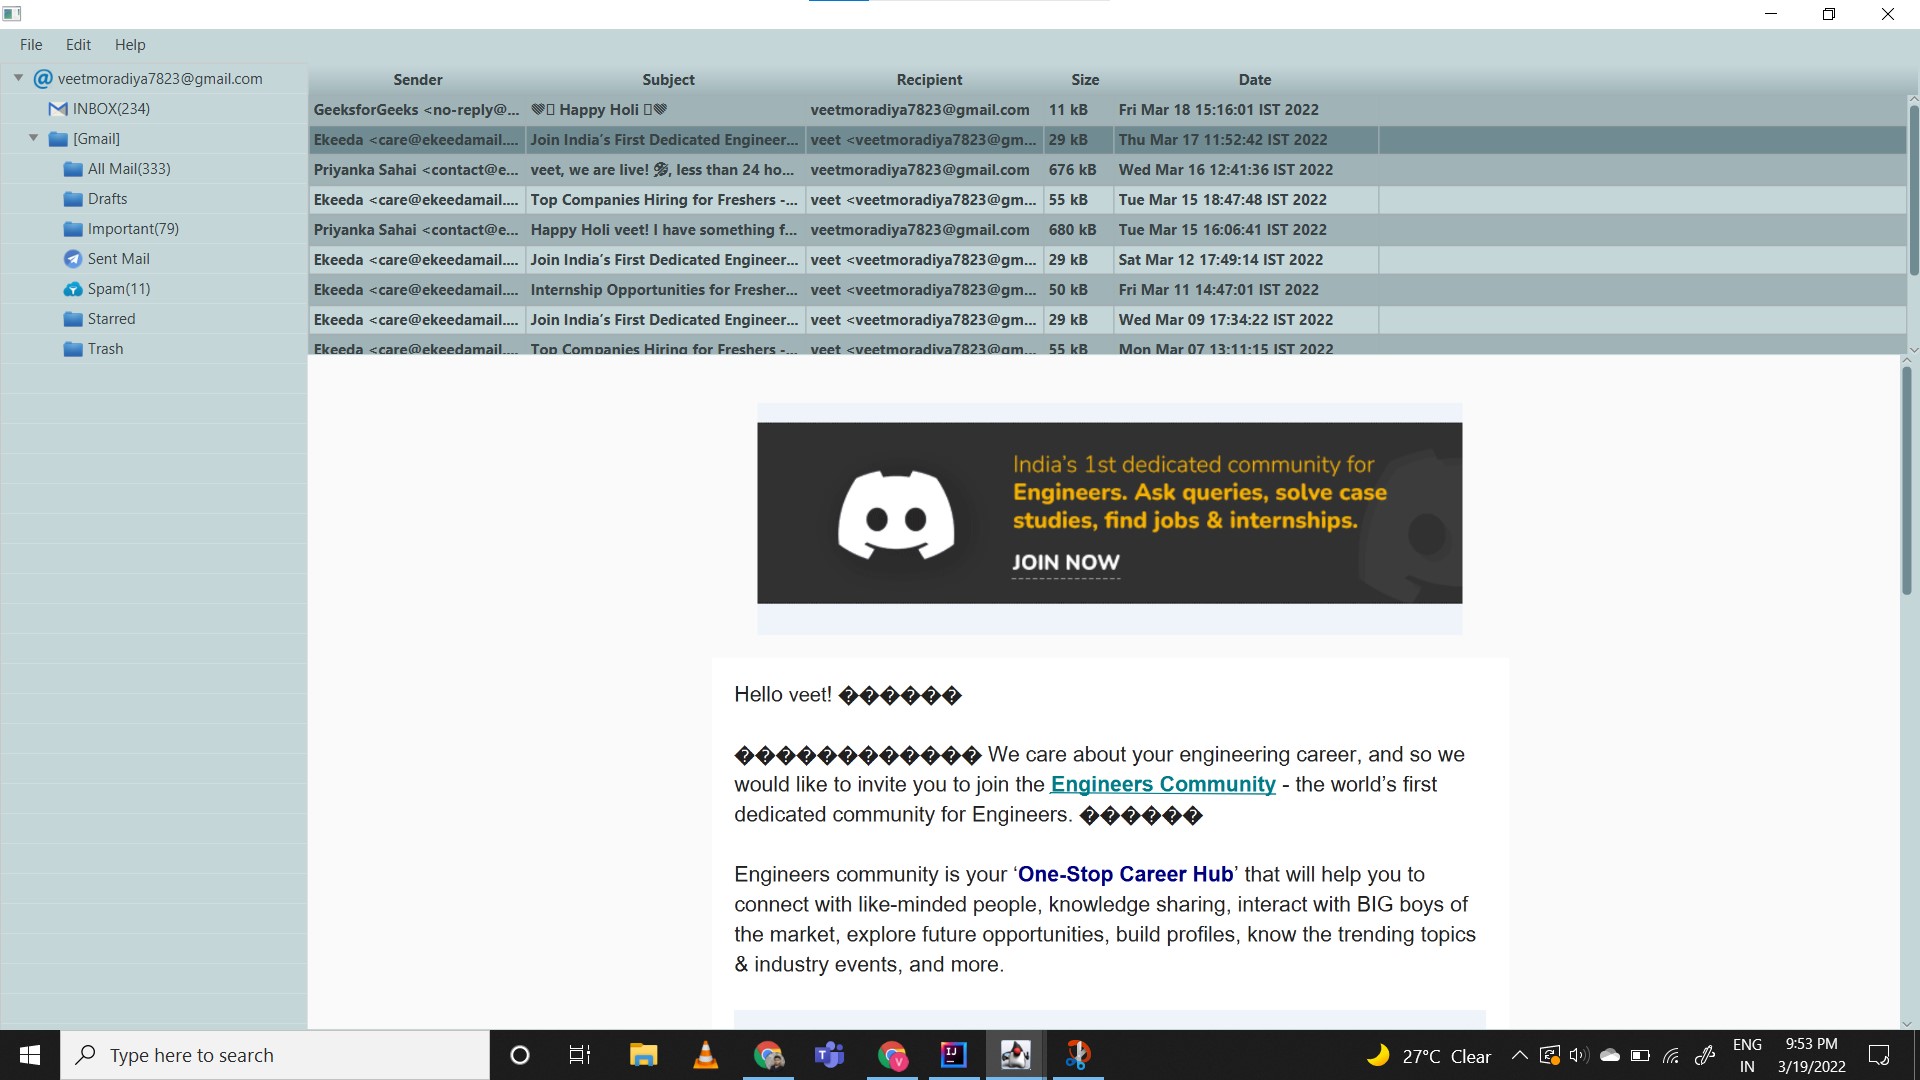 File Edit Help
veetmoradiya7823@gmail.com
INBOX(234)
[Gmail]
All Mail(333)
Drafts
Important(79)
Sent Mail
Spam(11)
Starred
Trash
Sender Subject Recipient Size Date
GeeksforGeeks <no-reply@... 💚▯ Happy Holi ▯💚 veetmoradiya7823@gmail.com 11 kB Fri Mar 18 15:16:01 IST 2022
Ekeeda <care@ekeedamail.... Join India’s First Dedicated Engineer... veet <veetmoradiya7823@gm... 29 kB Thu Mar 17 11:52:42 IST 2022
Priyanka Sahai <contact@e... veet, we are live! , less than 24 ho... veetmoradiya7823@gmail.com 676 kB Wed Mar 16 12:41:36 IST 2022
Ekeeda <care@ekeedamail.... Top Companies Hiring for Freshers -... veet <veetmoradiya7823@gm... 55 kB Tue Mar 15 18:47:48 IST 2022
Priyanka Sahai <contact@e... Happy Holi veet! I have something f... veetmoradiya7823@gmail.com 680 kB Tue Mar 15 16:06:41 IST 2022
Ekeeda <care@ekeedamail.... Join India’s First Dedicated Engineer... veet <veetmoradiya7823@gm... 29 kB Sat Mar 12 17:49:14 IST 2022
Ekeeda <care@ekeedamail.... Internship Opportunities for Fresher... veet <veetmoradiya7823@gm... 50 kB Fri Mar 11 14:47:01 IST 2022
Ekeeda <care@ekeedamail.... Join India’s First Dedicated Engineer... veet <veetmoradiya7823@gm... 29 kB Wed Mar 09 17:34:22 IST 2022
Ekeeda <care@ekeedamail.... Top Companies Hiring for Freshers -... veet <veetmoradiya7823@gm... 55 kB Mon Mar 07 13:11:15 IST 2022
India’s 1st dedicated community for
Engineers. Ask queries, solve case
studies, find jobs & internships.
JOIN NOW
Hello veet! ������
������������ We care about your engineering career, and so we
would like to invite you to join the Engineers Community - the world’s first
dedicated community for Engineers. ������
Engineers community is your ‘One-Stop Career Hub’ that will help you to
connect with like-minded people, knowledge sharing, interact with BIG boys of
the market, explore future opportunities, build profiles, know the trending topics
& industry events, and more.
Type here to search
27°C Clear
ENG
IN
9:53 PM
3/19/2022